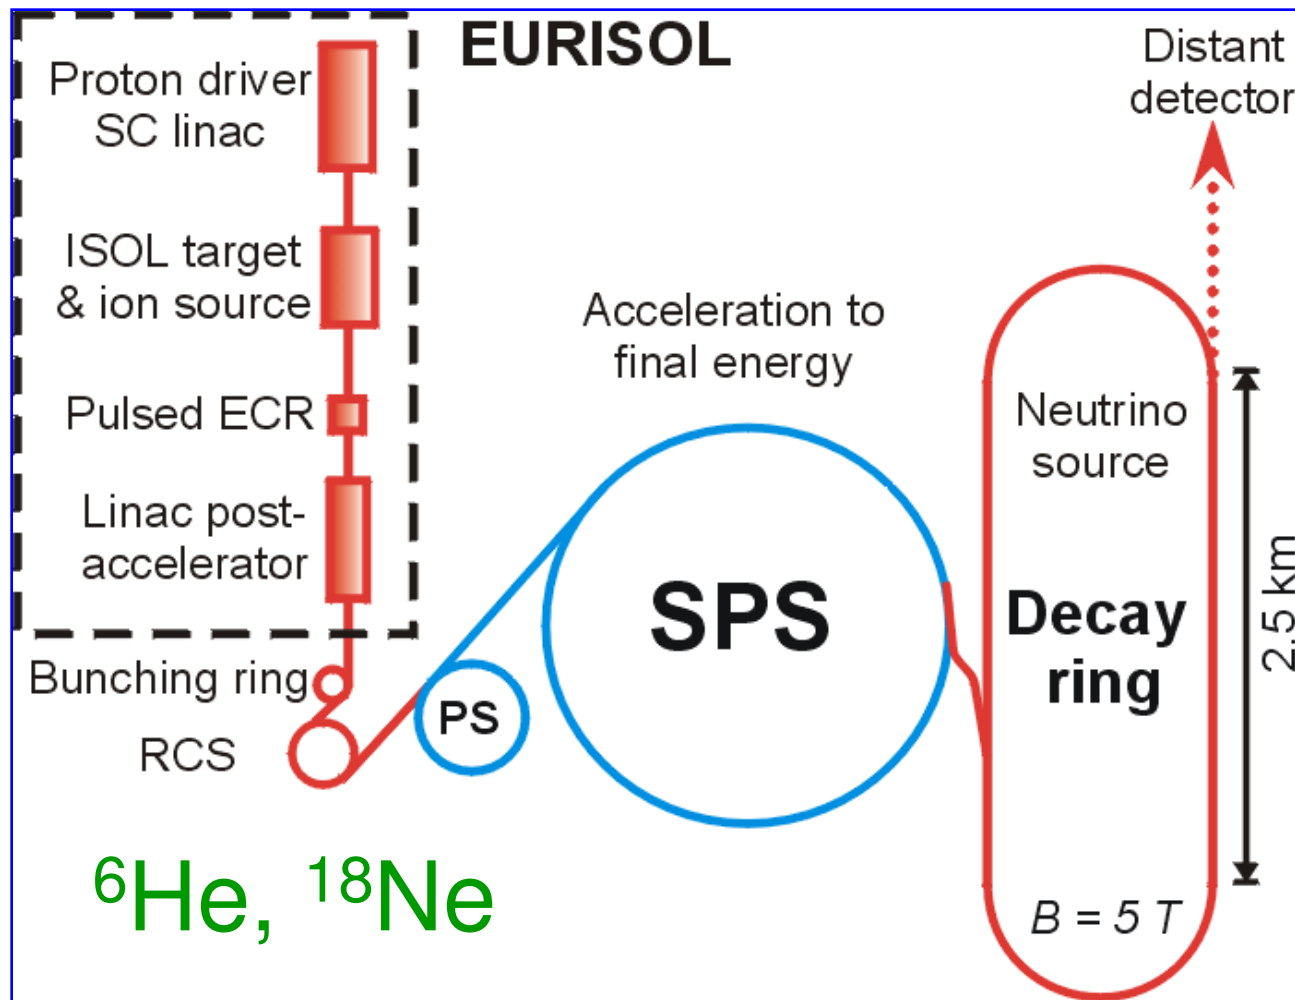 EURISOL
Proton driver
SC linac
ISOL target
& ion source
Pulsed ECR
Linac post-
accelerator
Bunching ring
RCS
PS
Acceleration to
final energy
SPS
Distant
detector
Neutrino
source
Decay
ring
2.5 km
B = 5 T
⁶He, ¹⁸Ne